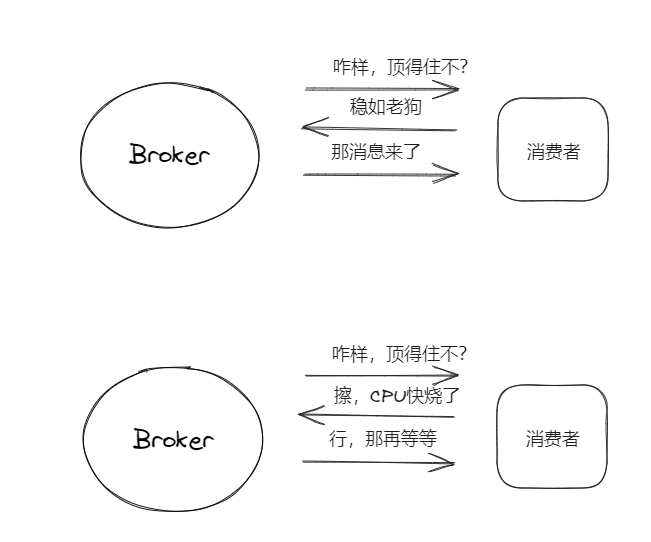 咋样，顶得住不?
稳如老狗
Broker
那消息来了
消费者
咋样，顶得住不?
擦，CPU快烧了
Broker
行，那再等等
消费者